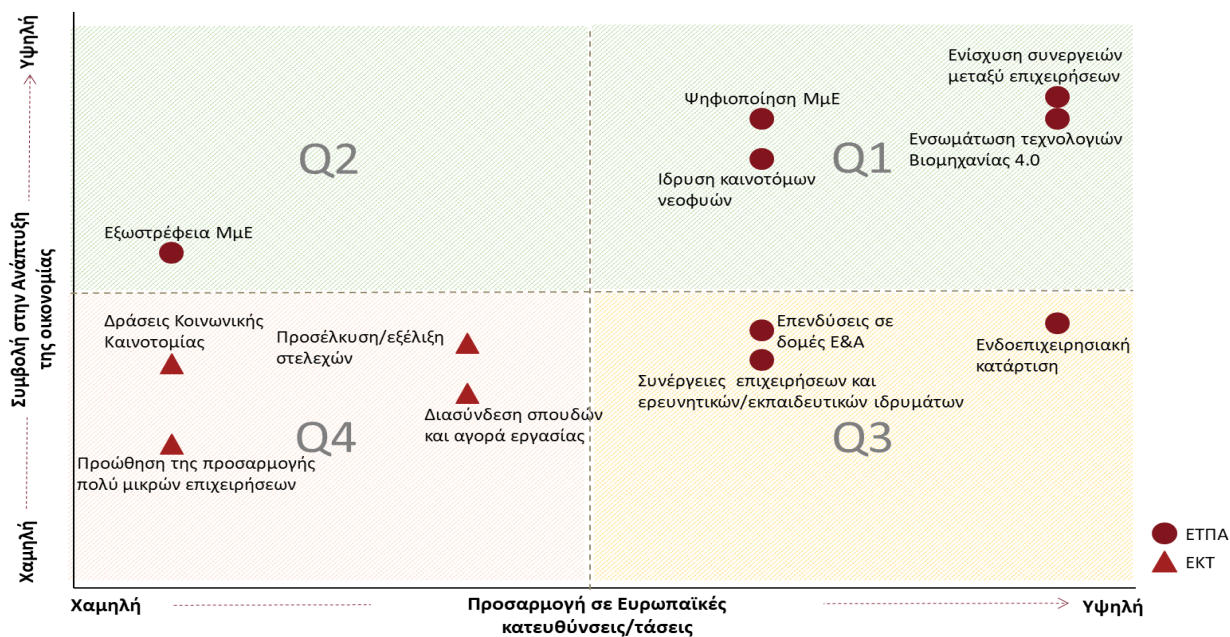 Υψηλή
Συμβολή στην Ανάπτυξη
της οικονομίας
Χαμηλή
Q2
Εξωστρέφεια ΜμΕ
Ενίσχυση συνεργειών
μεταξύ επιχειρήσεων
Ψηφιοποίηση ΜμΕ
Ενσωμάτωση τεχνολογιών
Βιομηχανίας 4.0
Q1
Ιδρυση καινοτόμων
νεοφυών
Δράσεις Κοινωνικής
Καινοτομίας
Προσέλκυση/εξέλιξη
στελεχών
Διασύνδεση σπουδών
και αγορά εργασίας
Q4
Προώθηση της προσαρμογής
πολύ μικρών επιχειρήσεων
Επενδύσεις σε
δομές Ε&Α
Ενδοεπιχειρησιακή
κατάρτιση
Συνέργειες επιχειρήσεων και
ερευνητικών/εκπαιδευτικών ιδρυμάτων
Q3
ΕΤΠΑ
ΕΚΤ
Χαμηλή
Προσαρμογή σε Ευρωπαϊκές
κατευθύνσεις/τάσεις
Υψηλή